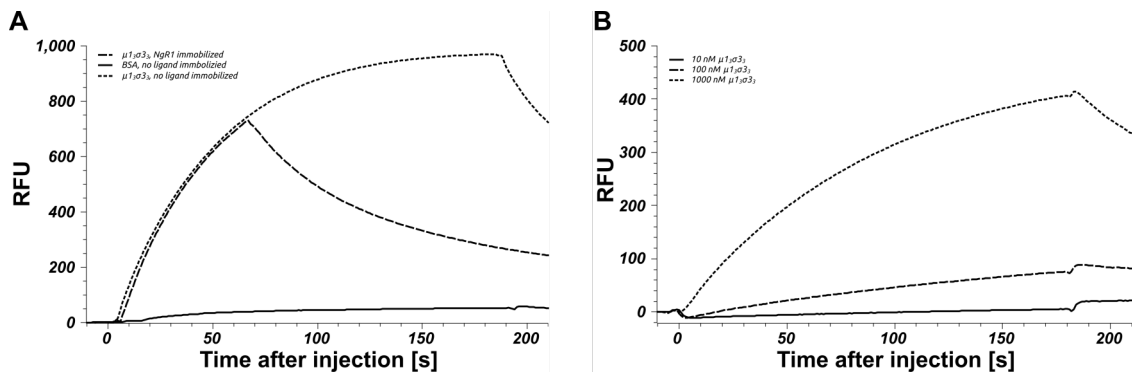 A
1,000
800
600
400
200
0
RFU
μ1₃σ3₃, NgR1 immobilized
BSA, no ligand immbolizied
μ1₃σ3₃, no ligand immobilized
0 50 100 150 200
Time after injection [s]
B
500
400
300
200
100
0
RFU
10 nM μ1₃σ3₃
100 nM μ1₃σ3₃
1000 nM μ1₃σ3₃
0 50 100 150 200
Time after injection [s]